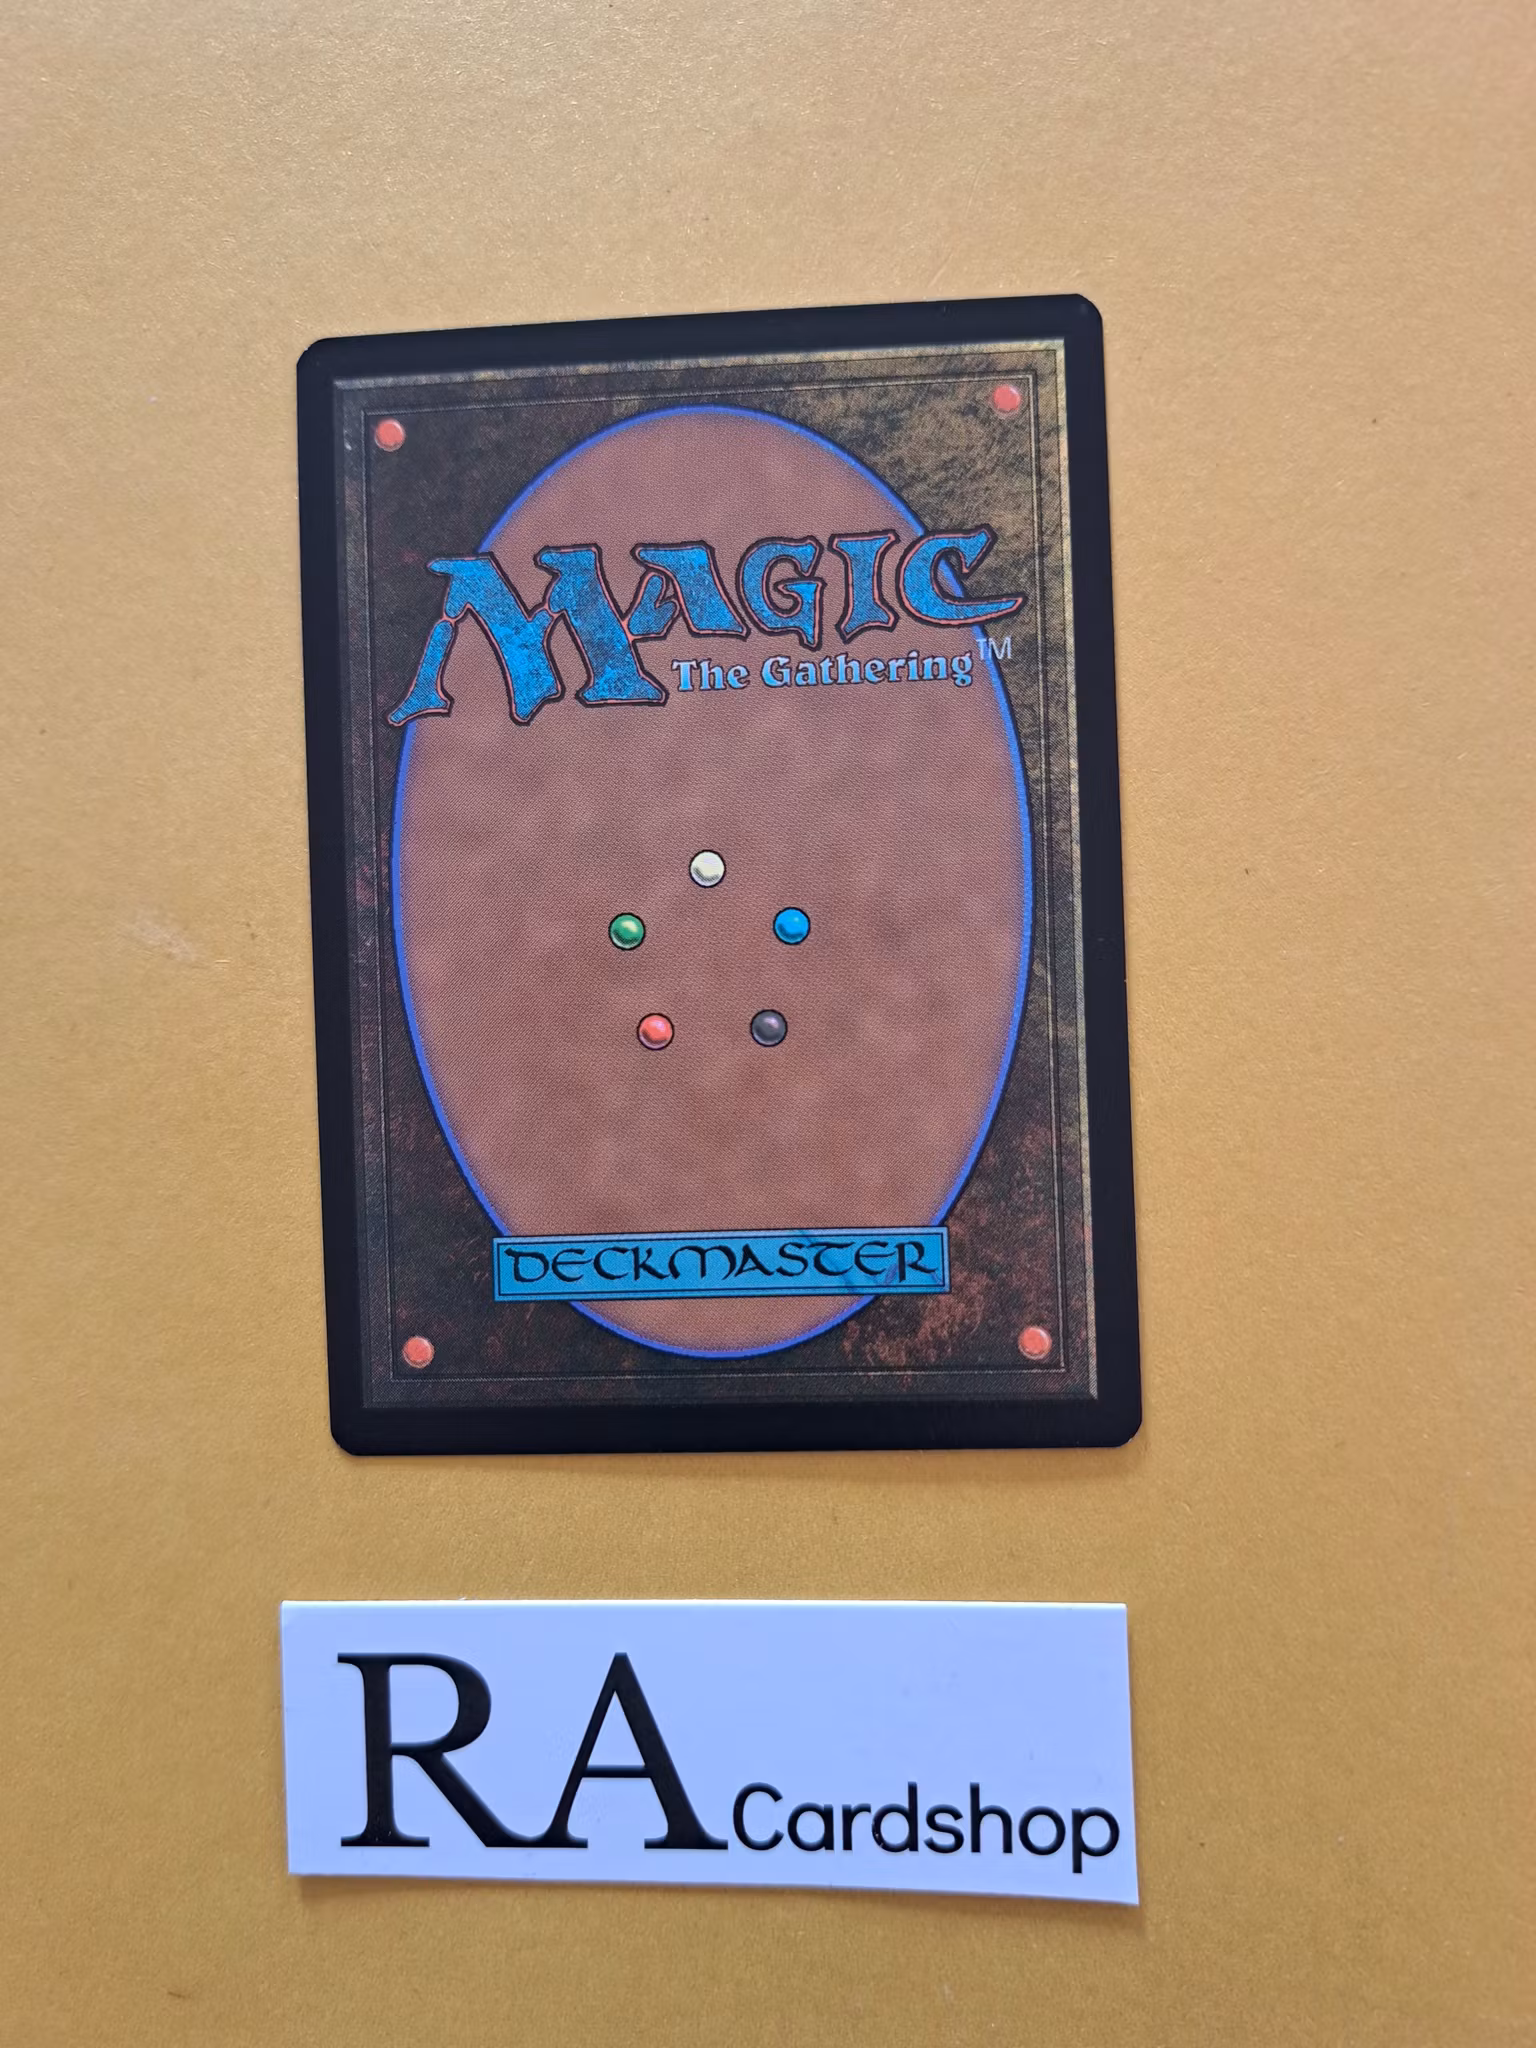 MAGIC
The Gathering™
DECKMASTER
RA Cardshop